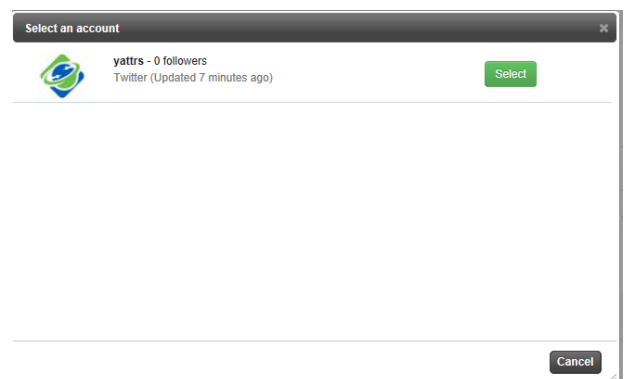 Select an account
yattrs - 0 followers
Twitter (Updated 7 minutes ago)
Select
Cancel